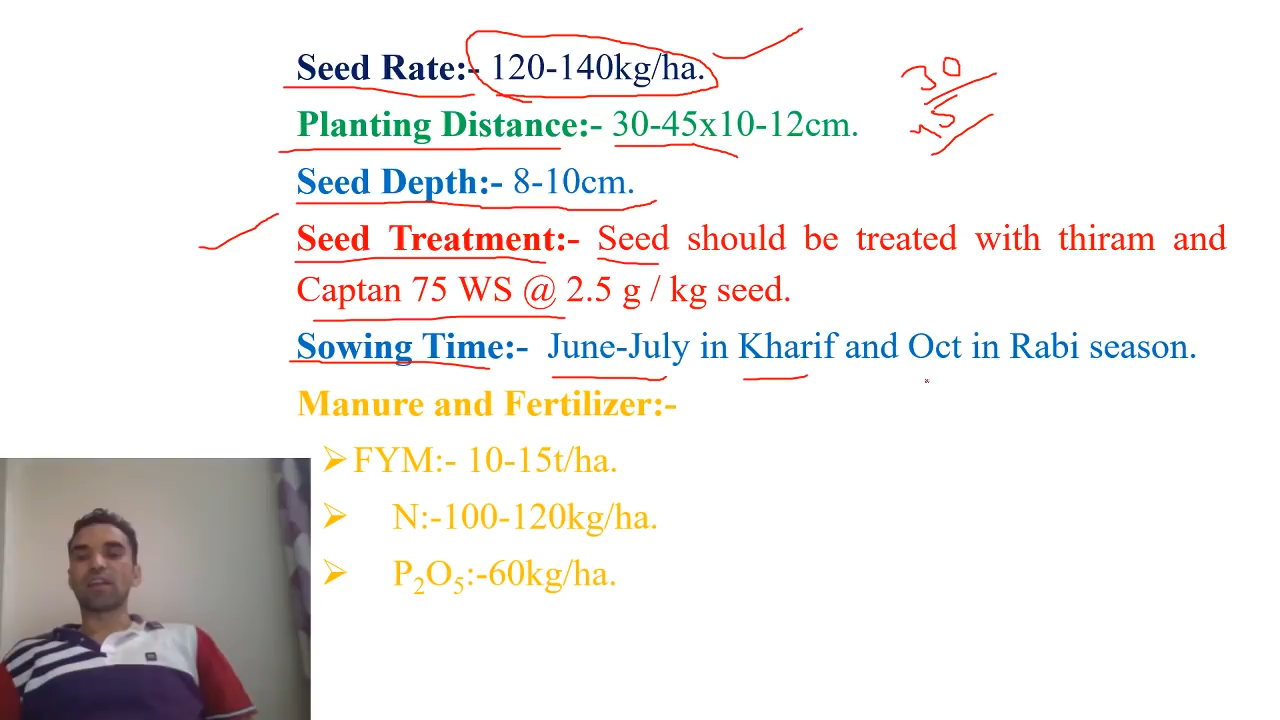 Seed Rate:- 120-140kg/ha.
30
Planting Distance:- 30-45x10-12cm.
45
Seed Depth:- 8-10cm.
Seed Treatment:- Seed should be treated with thiram and
Captan 75 WS @ 2.5 g / kg seed.
Sowing Time:- June-July in Kharif and Oct in Rabi season.
Manure and Fertilizer:-
➢FYM:- 10-15t/ha.
➢ N:-100-120kg/ha.
➢ P₂O₅:-60kg/ha.